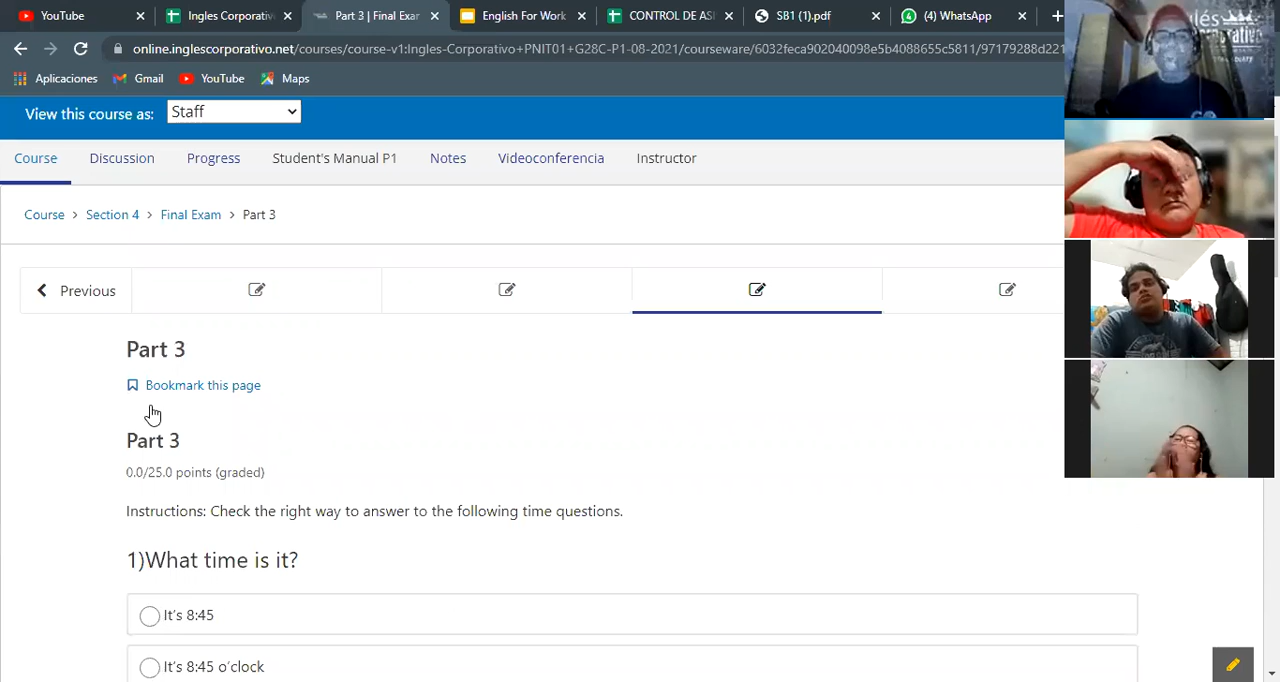 YouTube
Ingles Corporativ
Part 3 | Final Exar
English For Work
CONTROL DE ASI
SB1 (1).pdf
(4) WhatsApp
online.inglescorporativo.net/courses/course-v1:Ingles-Corporativo+PNIT01+G28C-P1-08-2021/courseware/6032feca902040098e5b4088655c5811/97179288d221
Aplicaciones
Gmail
YouTube
Maps
View this course as:
Staff
Course
Discussion
Progress
Student's Manual P1
Notes
Videoconferencia
Instructor
Course > Section 4 > Final Exam > Part 3
Previous
Part 3
Bookmark this page
Part 3
0.0/25.0 points (graded)
Instructions: Check the right way to answer to the following time questions.
1)What time is it?
It's 8:45
It's 8:45 o'clock